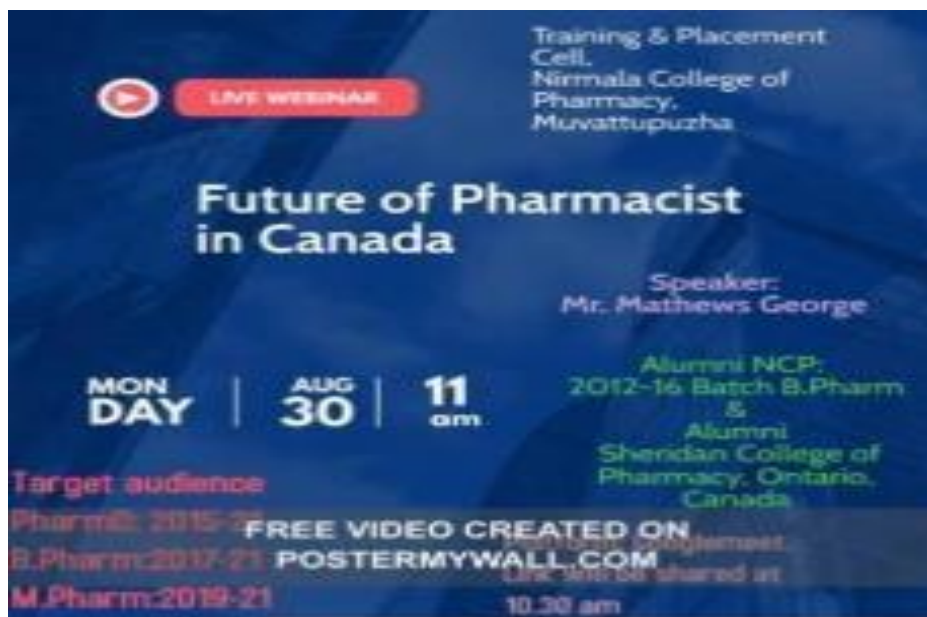 Training & Placement
Cell,
Nirmala College of
Pharmacy,
Muvattupuzha
LIVE WEBINAR
Future of Pharmacist
in Canada
Speaker:
Mr. Mathews George
MON
DAY
AUG
30
11
am
Alumni NCP:
2012-16 Batch B.Pharm
&
Alumni
Sheridan College of
Pharmacy, Ontario,
Canada
Target audience
PharmD: 2015-
B.Pharm:2017-21
M.Pharm:2019-21
FREE VIDEO CREATED ON
POSTERMYWALL.COM
Link will be shared at
10.30 am